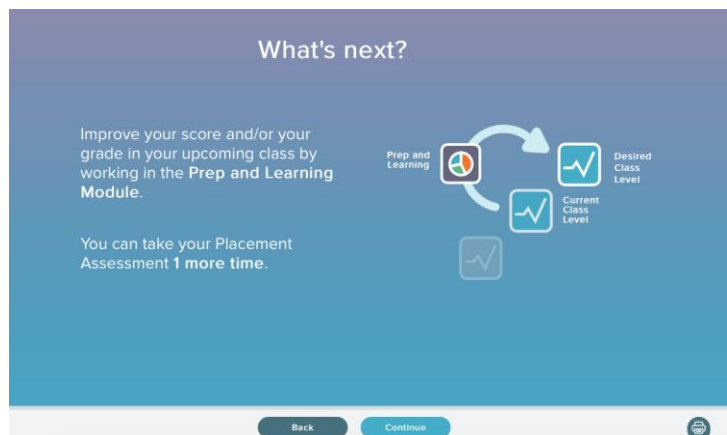 What's next?
Improve your score and/or your
grade in your upcoming class by
working in the Prep and Learning
Module.
You can take your Placement
Assessment 1 more time.
Prep and
Learning
Desired
Class
Level
Current
Class
Level
Back
Continue